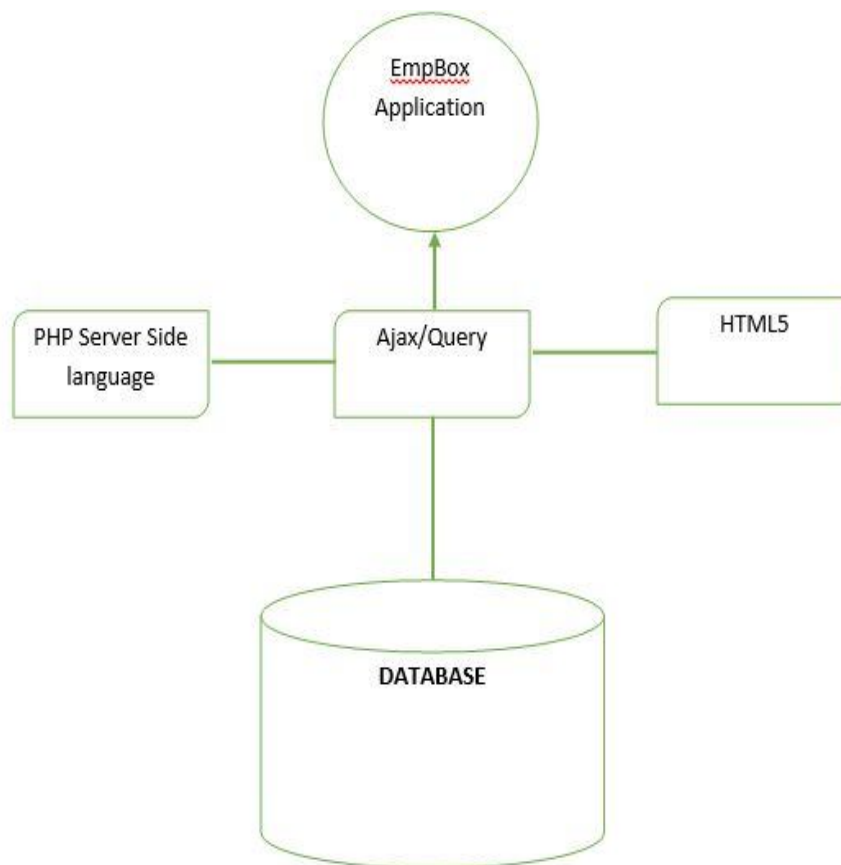 EmpBox
Application
PHP Server Side
language
Ajax/Query
HTML5
DATABASE